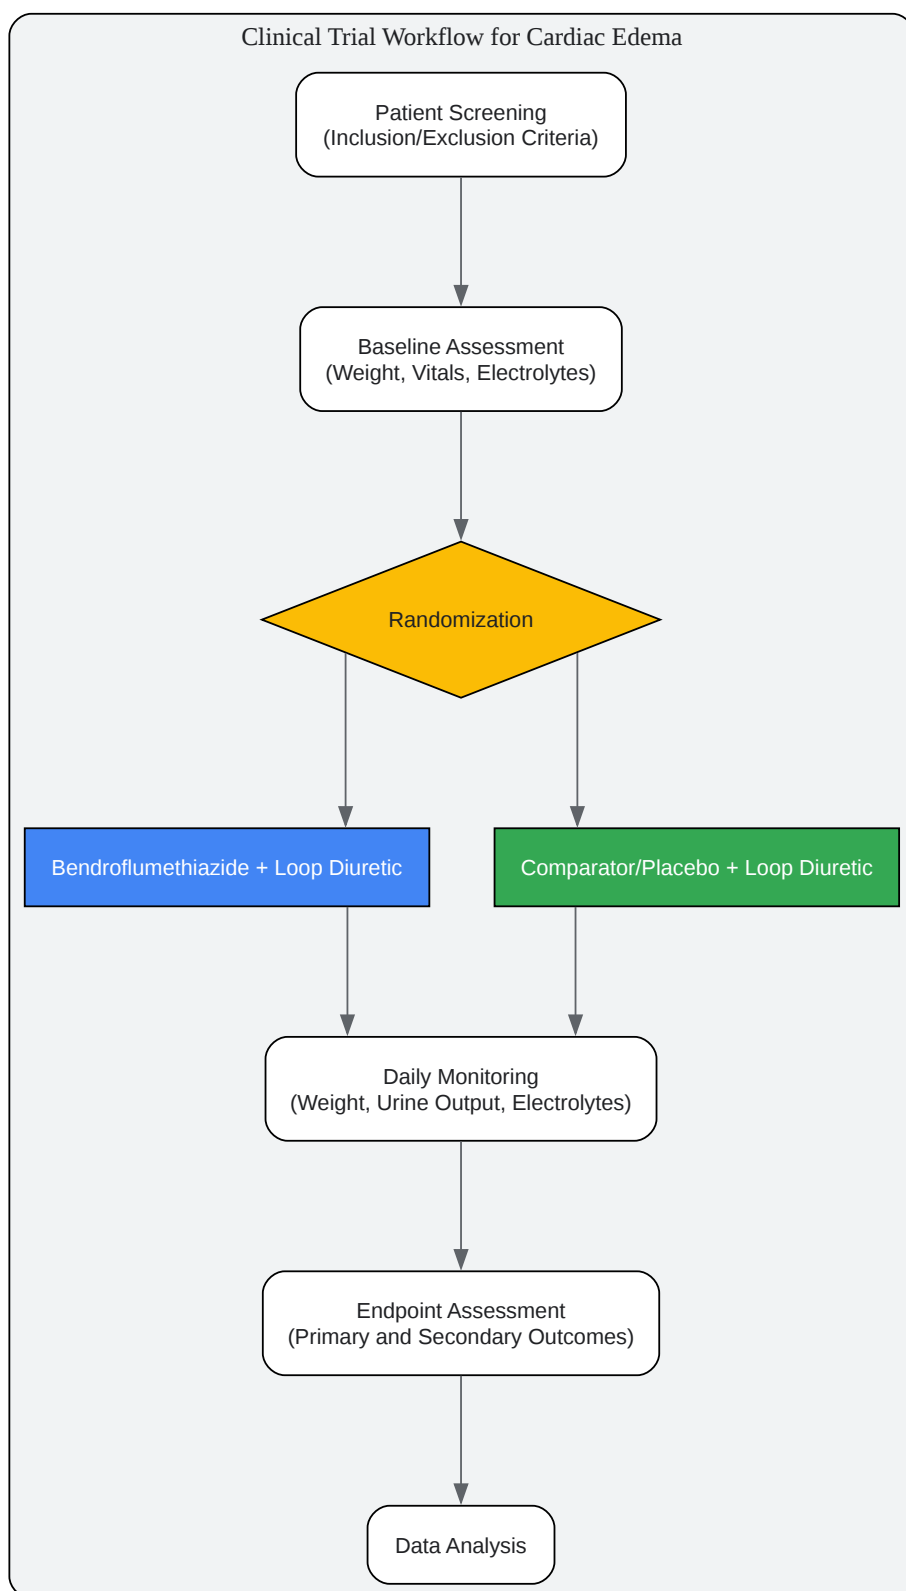 Clinical Trial Workflow for Cardiac Edema
Patient Screening
(Inclusion/Exclusion Criteria)
Baseline Assessment
(Weight, Vitals, Electrolytes)
Randomization
Bendroflumethiazide + Loop Diuretic
Comparator/Placebo + Loop Diuretic
Daily Monitoring
(Weight, Urine Output, Electrolytes)
Endpoint Assessment
(Primary and Secondary Outcomes)
Data Analysis